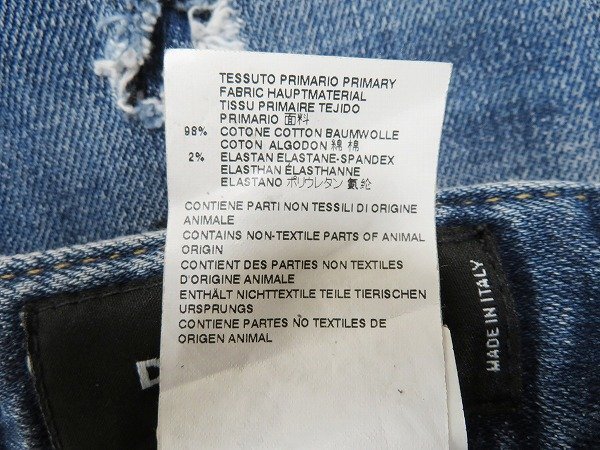 TESSUTO PRIMARIO PRIMARY
FABRIC HAUPTMATERIAL
TISSU PRIMAIRE TEJIDO
PRIMARIO 面料
98% COTONE COTTON BAUMWOLLE
COTON ALGODON 綿 棉
2% ELASTAN ELASTANE-SPANDEX
ELASTHAN ELASTHANNE
ELASTANO ポリウレタン 氨纶
CONTIENE PARTI NON TESSILI DI ORIGINE
ANIMALE
CONTAINS NON-TEXTILE PARTS OF ANIMAL
ORIGIN
CONTIENT DES PARTIES NON TEXTILES
D'ORIGINE ANIMALE
ENTHÄLT NICHTTEXTILE TEILE TIERISCHEN
URSPRUNGS
CONTIENE PARTES NO TEXTILES DE
ORIGEN ANIMAL
D
MADE IN ITALY